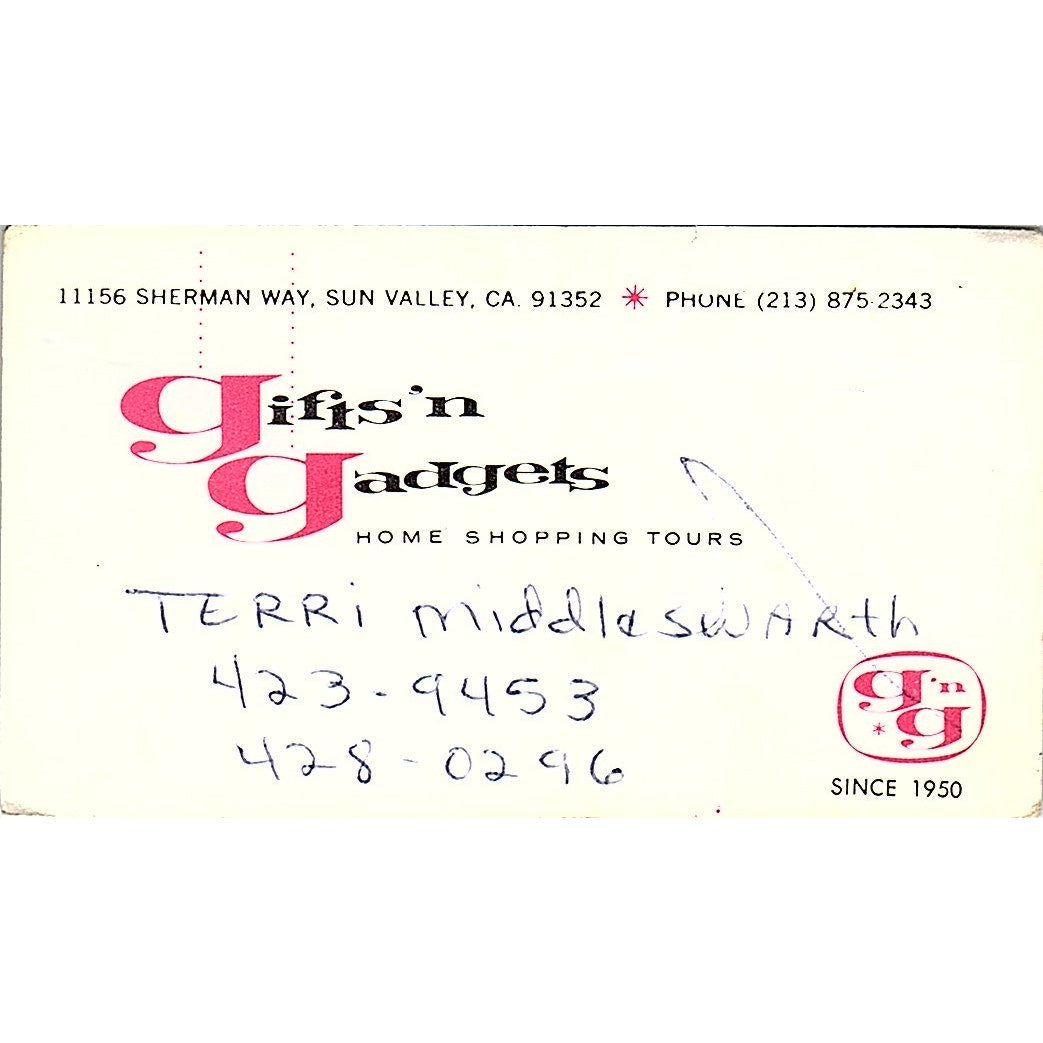 11156 SHERMAN WAY, SUN VALLEY, CA. 91352 * PHONE (213) 875-2343
gifts 'n
gadgets
HOME SHOPPING TOURS
TERRi middleswARth
423-9453
428-0296
g 'n
* g
SINCE 1950